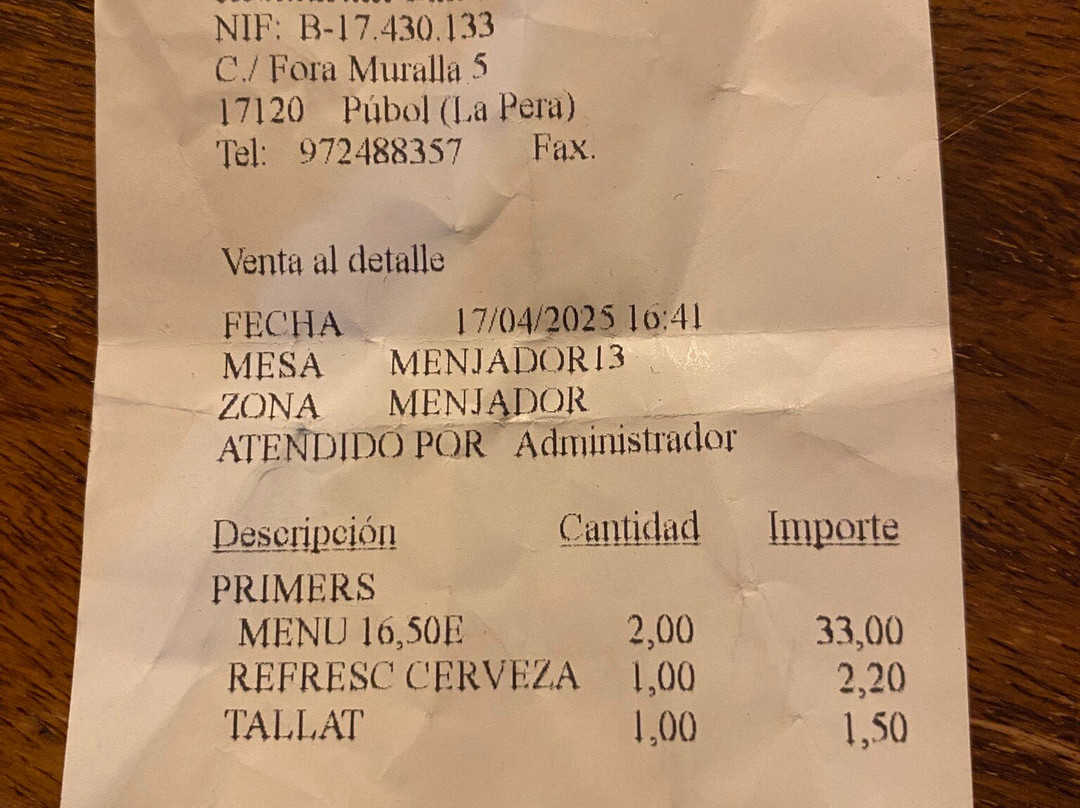 NIF: B-17.430.133
C./ Fora Muralla 5
17120 Púbol (La Pera)
Tel: 972488357 Fax.
Venta al detalle
FECHA 17/04/2025 16:41
MESA MENJADOR13
ZONA MENJADOR
ATENDIDO POR Administrador
Descripción Cantidad Importe
PRIMERS
MENU 16,50E 2,00 33,00
REFRESC CERVEZA 1,00 2,20
TALLAT 1,00 1,50